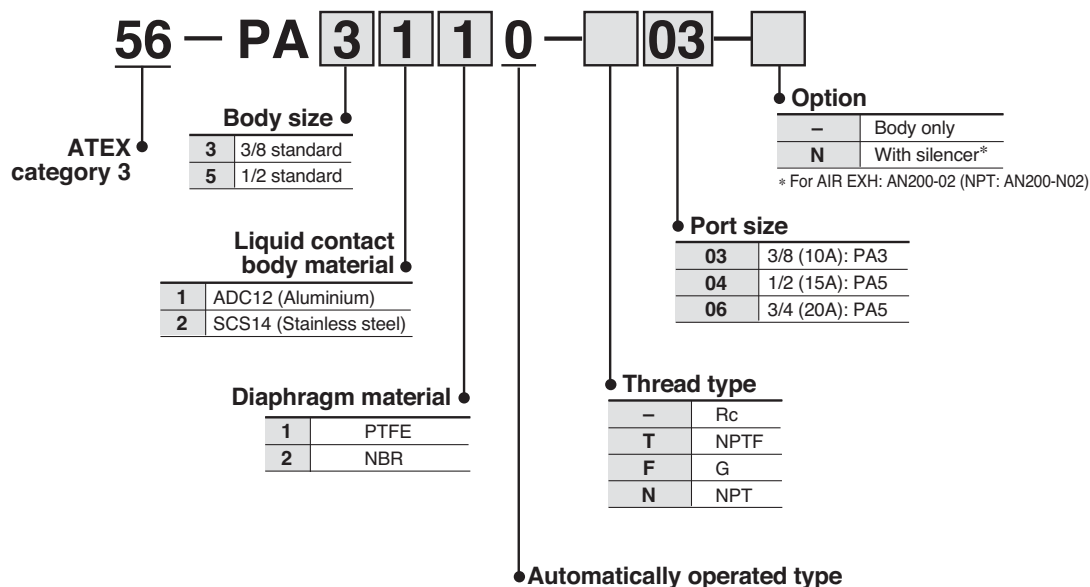 56 — PA 3 1 1 0 — 03 —
ATEX
category 3
Body size
3 3/8 standard
5 1/2 standard
Liquid contact
body material
1 ADC12 (Aluminium)
2 SCS14 (Stainless steel)
Diaphragm material
1 PTFE
2 NBR
Automatically operated type
Thread type
– Rc
T NPTF
F G
N NPT
Port size
03 3/8 (10A): PA3
04 1/2 (15A): PA5
06 3/4 (20A): PA5
Option
– Body only
N With silencer*
* For AIR EXH: AN200-02 (NPT: AN200-N02)